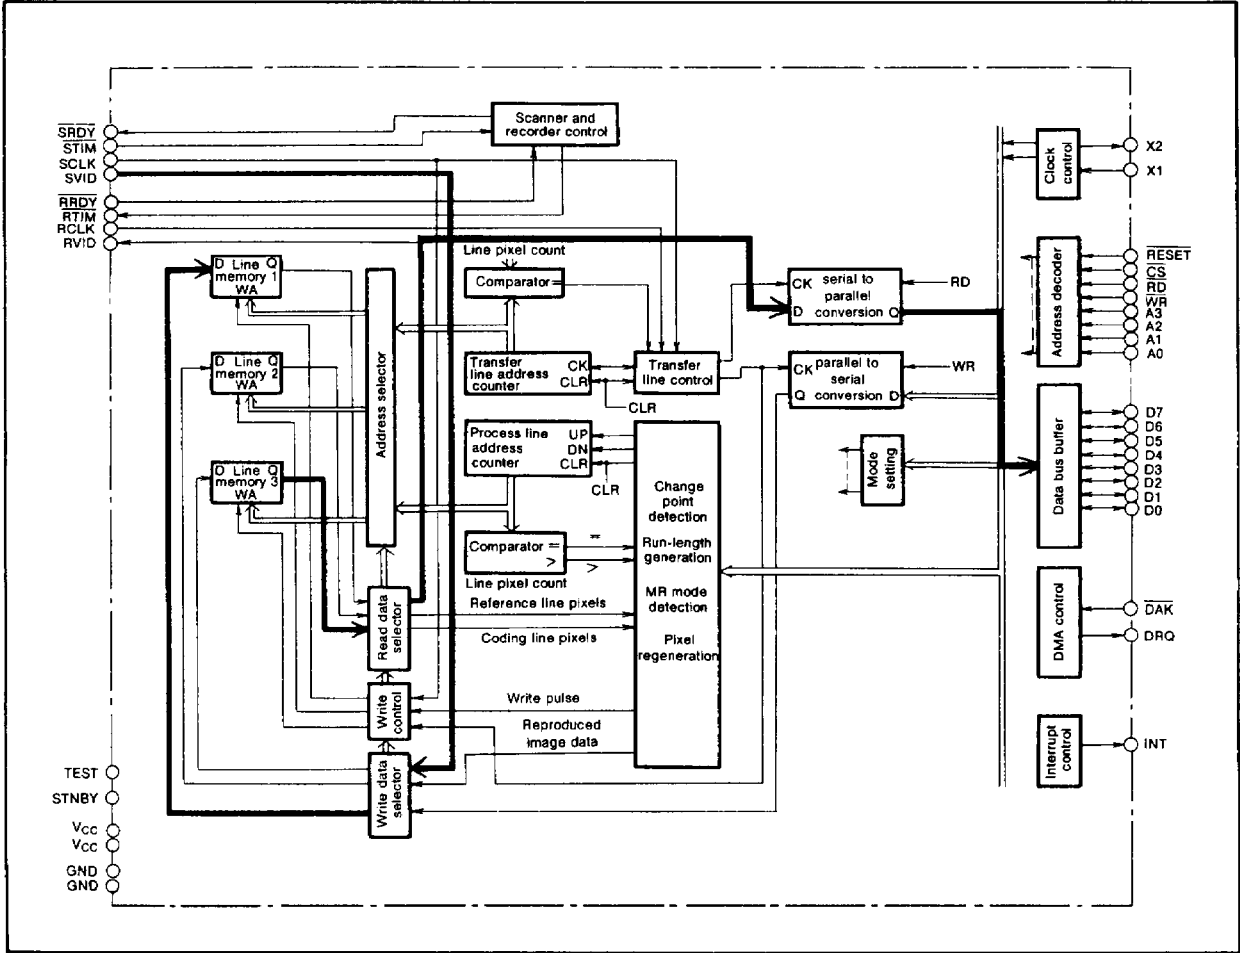 Scanner and
recorder control
SRDY
STIM
SCLK
SVID
RRDY
RTIM
RCLK
RVID
TEST
STNBY
VCC
VCC
GND
GND
D Line Q
memory 1
WA
D Line Q
memory 2
WA
D Line Q
memory 3
WA
Address selector
Read data
selector
Write
control
Write data
selector
Line pixel count
Comparator =
Transfer
line address
counter
CK
CLR
CLR
Transfer
line control
Process line
address
counter
UP
DN
CLR
CLR
Comparator =
>
=
>
Line pixel count
Reference line pixels
Coding line pixels
Write pulse
Reproduced
image data
Change
point
detection
Run-length
generation
MR mode
detection
Pixel
regeneration
CK serial to
parallel
D conversion Q
RD
parallel to
CK serial
Q conversion D
WR
Mode
setting
Clock
control
Address decoder
Data bus buffer
DMA control
Interrupt
control
X2
X1
RESET
CS
RD
WR
A3
A2
A1
A0
D7
D6
D5
D4
D3
D2
D1
D0
DAK
DRQ
INT